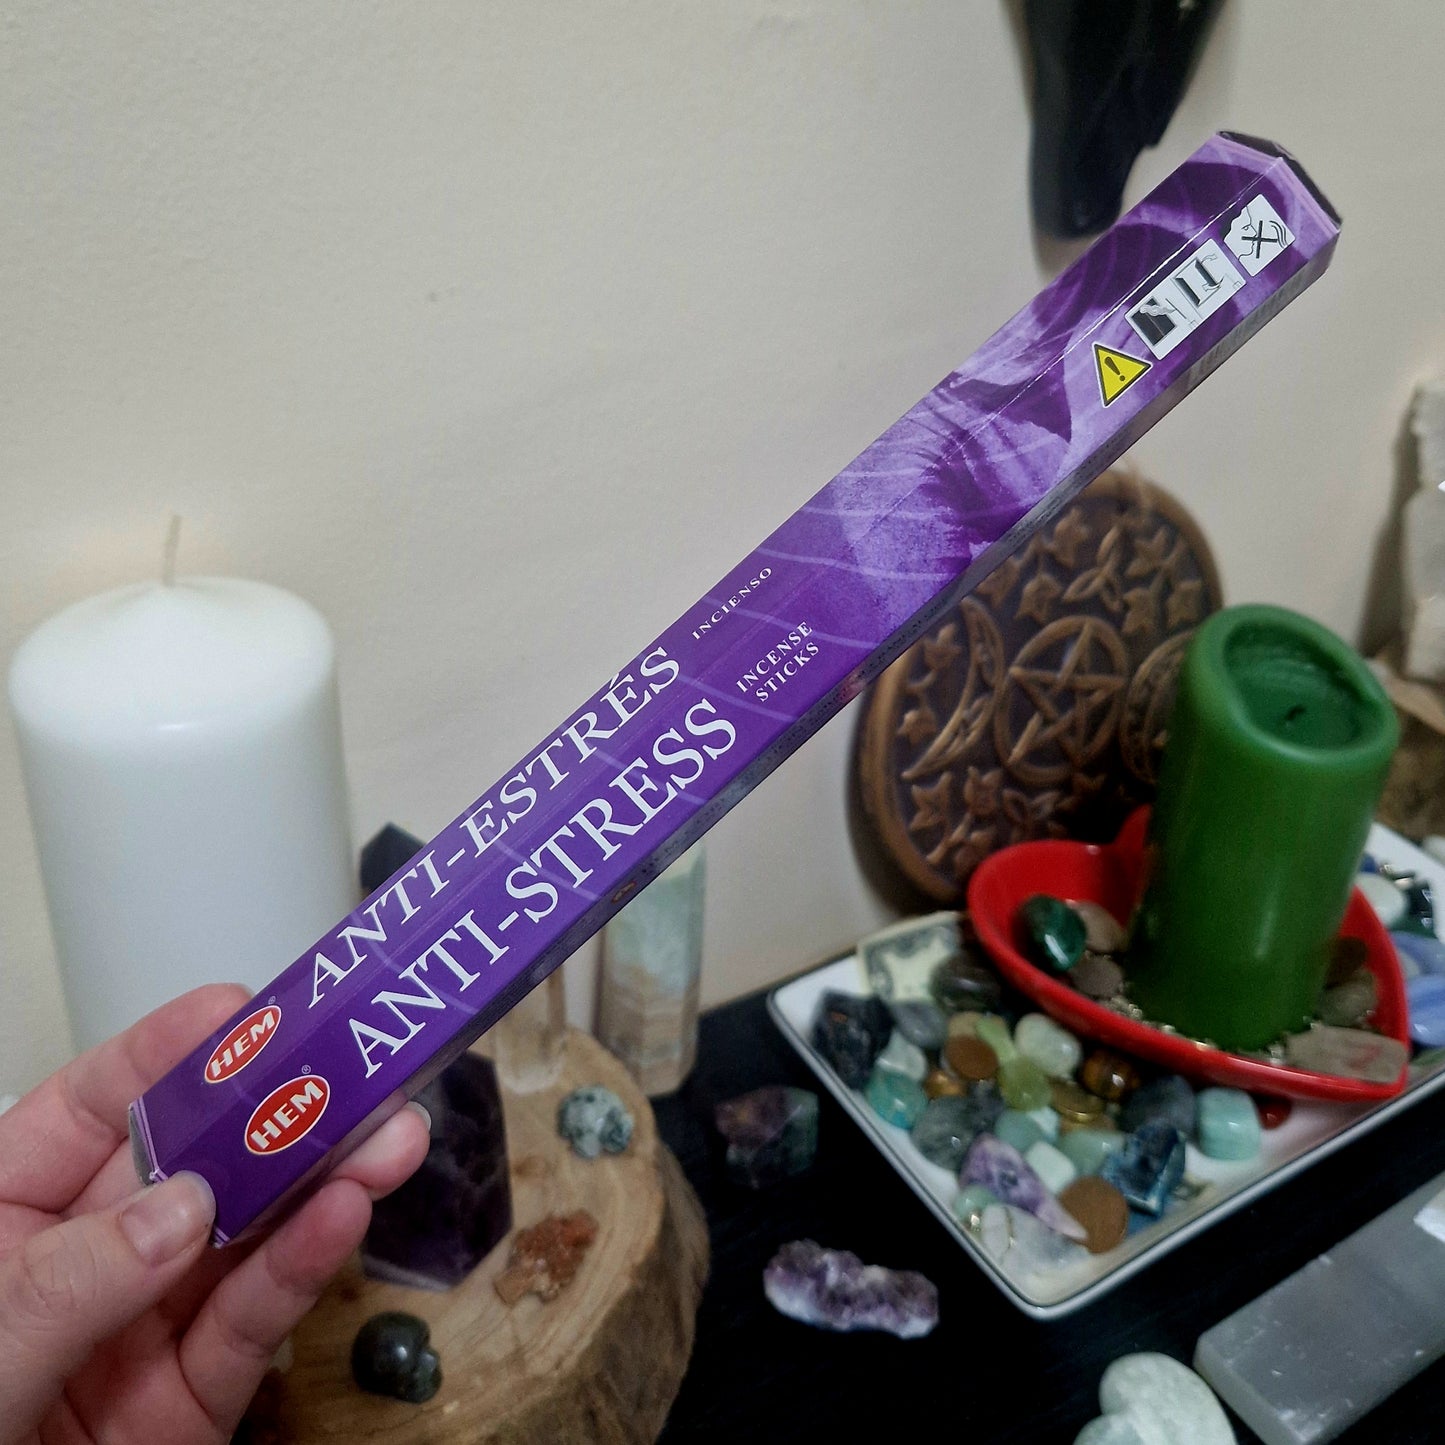 HEM®
ANTI-ESTRÉS
INCIENSO
HEM®
ANTI-STRESS
INCENSE
STICKS